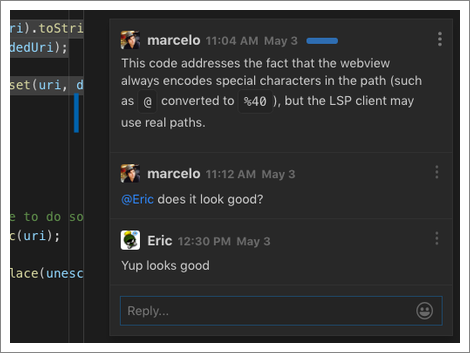 ri).toStri
dedUri);
set(uri, d
e to do so
c(uri);
lace(unesc
marcelo 11:04 AM May 3
This code addresses the fact that the webview
always encodes special characters in the path (such
as @ converted to %40), but the LSP client may
use real paths.
marcelo 11:12 AM May 3
@Eric does it look good?
Eric 12:30 PM May 3
Yup looks good
Reply...